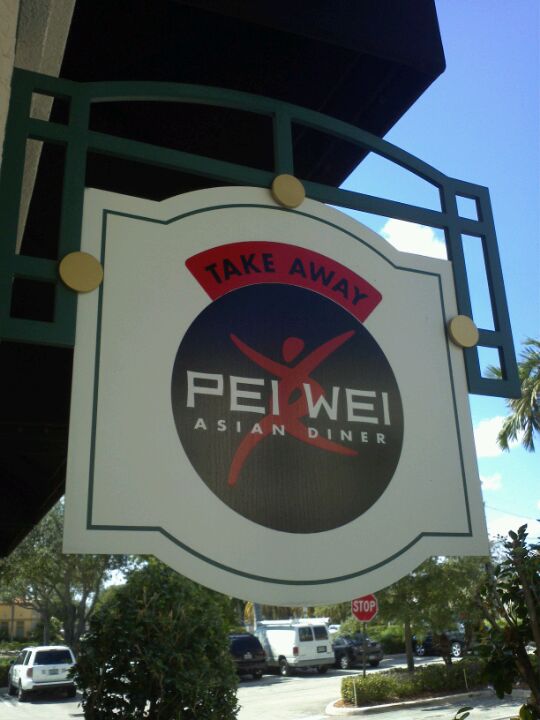 TAKE AWAY
PEI WEI
ASIAN DINER
STOP